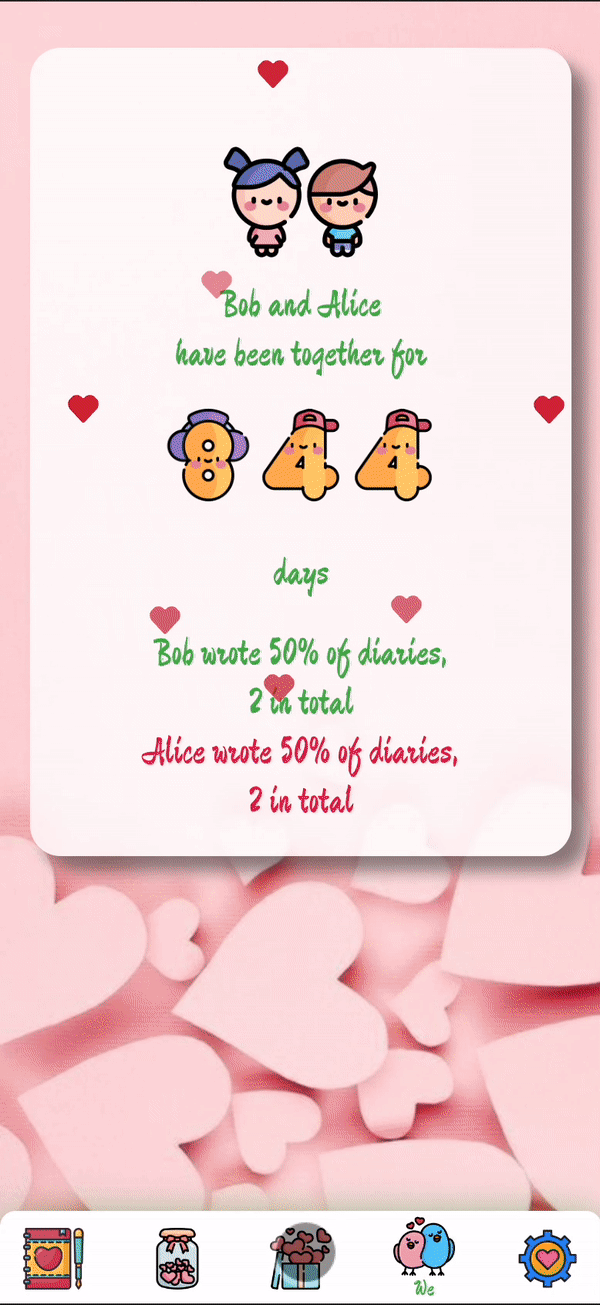 Bob and Alice
have been together for
844
days
Bob wrote 50% of diaries,
2 in total
Alice wrote 50% of diaries,
2 in total
We